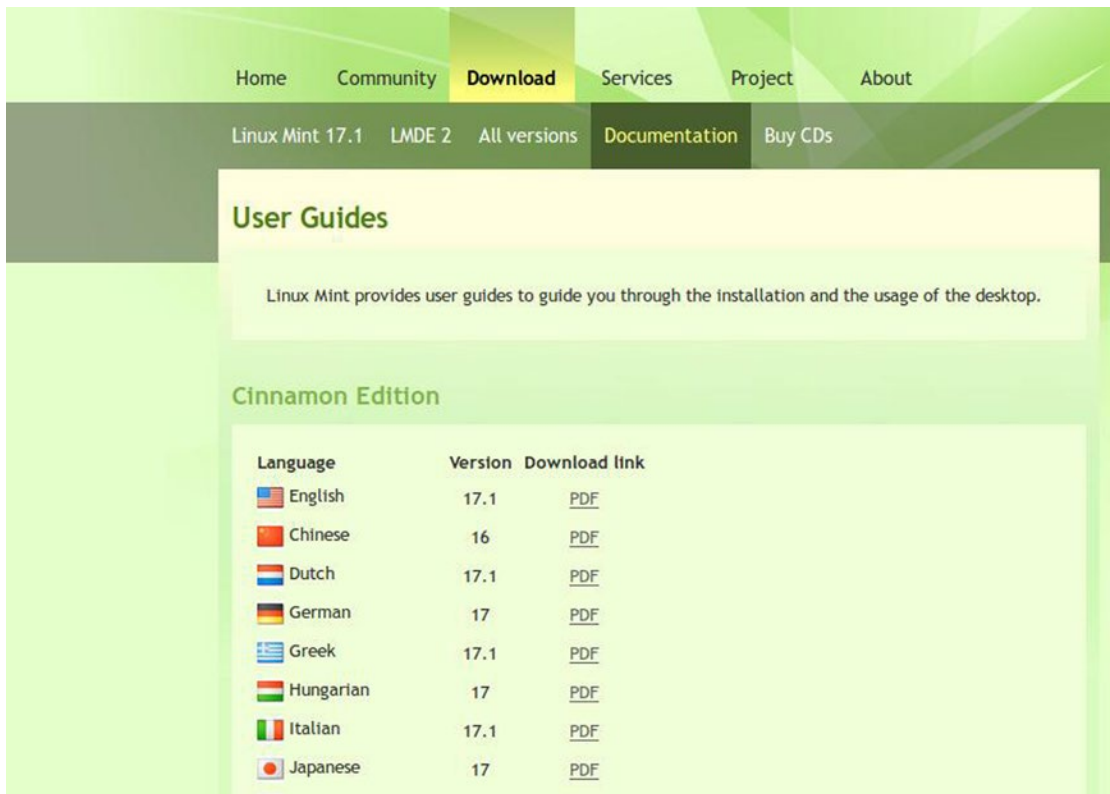 Home Community Download Services Project About
Linux Mint 17.1 LMDE 2 All versions Documentation Buy CDs
User Guides
Linux Mint provides user guides to guide you through the installation and the usage of the desktop.
Cinnamon Edition
Language Version Download link
English 17.1 PDF
Chinese 16 PDF
Dutch 17.1 PDF
German 17 PDF
Greek 17.1 PDF
Hungarian 17 PDF
Italian 17.1 PDF
Japanese 17 PDF